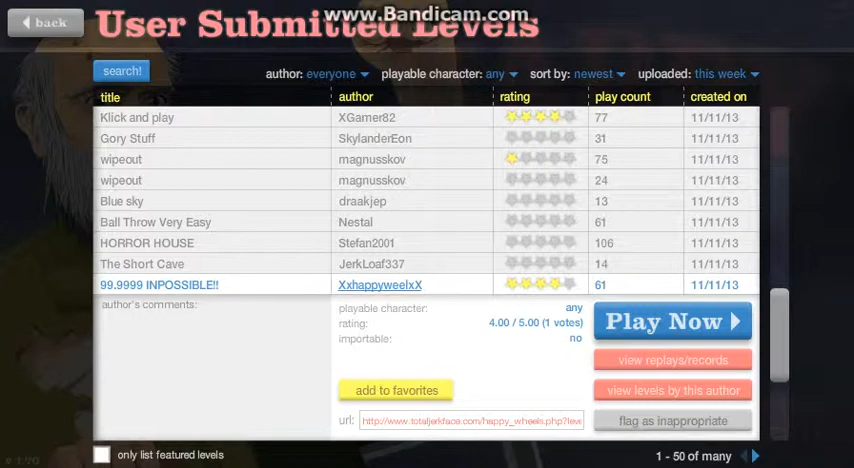 www.Bandicam.com
back
User Submitted Levels
search!
author: everyone playable character: any sort by: newest uploaded: this week
title author rating play count created on
Klick and play XGamer82 77 11/11/13
Gory Stuff SkylanderEon 31 11/11/13
wipeout magnusskov 75 11/11/13
wipeout magnusskov 24 11/11/13
Blue sky draakjep 13 11/11/13
Ball Throw Very Easy Nestal 61 11/11/13
HORROR HOUSE Stefan2001 106 11/11/13
The Short Cave JerkLoaf337 14 11/11/13
99.9999 INPOSSIBLE!! XxhappyweelxX 61 11/11/13
author's comments:
playable character: any
rating: 4.00 / 5.00 (1 votes)
importable: no
Play Now
view replays/records
add to favorites
view levels by this author
url: http://www.totaljerkface.com/happy_wheels.php?leve
flag as inappropriate
only list featured levels
1 - 50 of many
v 1.70